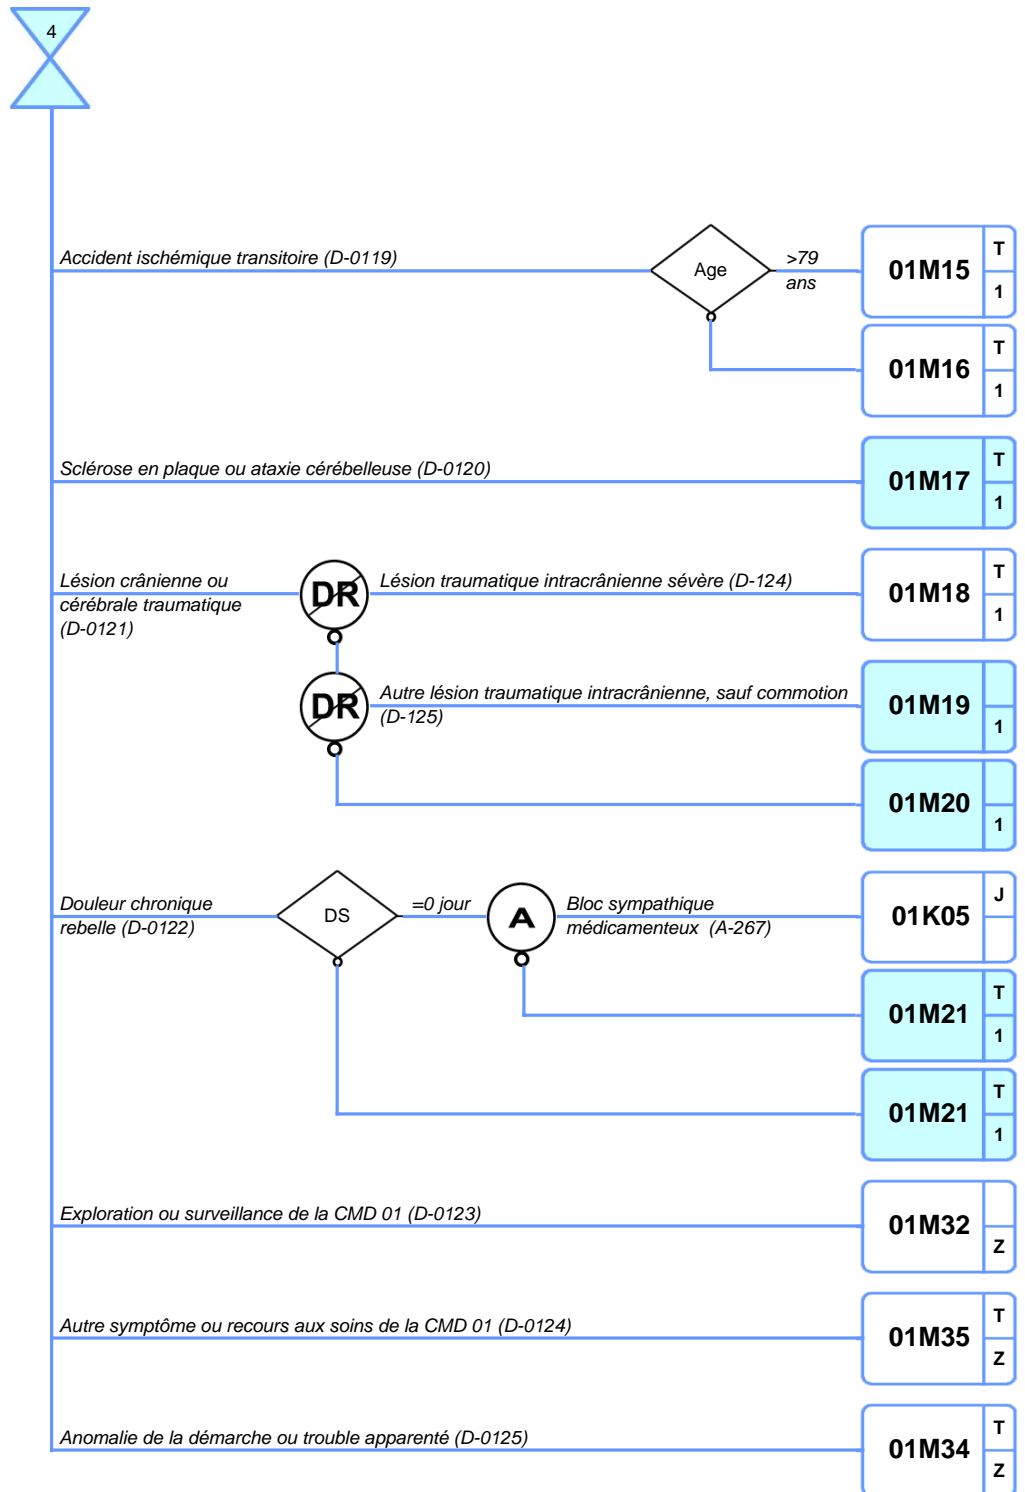 4
Accident ischémique transitoire (D-0119)
Age
>79
ans
01M15
T
1
01M16
T
1
Sclérose en plaque ou ataxie cérébelleuse (D-0120)
01M17
T
1
Lésion crânienne ou
cérébrale traumatique
(D-0121)
DR
Lésion traumatique intracrânienne sévère (D-124)
01M18
T
1
DR
Autre lésion traumatique intracrânienne, sauf commotion
(D-125)
01M19
1
01M20
1
Douleur chronique
rebelle (D-0122)
DS
=0 jour
A
Bloc sympathique
médicamenteux (A-267)
01K05
J
01M21
T
1
01M21
T
1
Exploration ou surveillance de la CMD 01 (D-0123)
01M32
Z
Autre symptôme ou recours aux soins de la CMD 01 (D-0124)
01M35
T
Z
Anomalie de la démarche ou trouble apparenté (D-0125)
01M34
T
Z